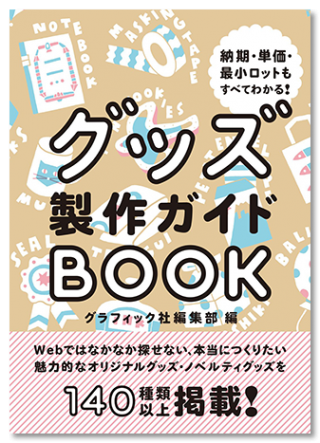 NOTEBOOK
MASKINGTAPE
納期・単価・
最小ロットも
すべてわかる!
グッズ
製作ガイド
BOOK
SEAL
グラフィック社編集部 編
Webではなかなか探せない、本当につくりたい
魅力的なオリジナルグッズ・ノベルティグッズを
140種類以上掲載!